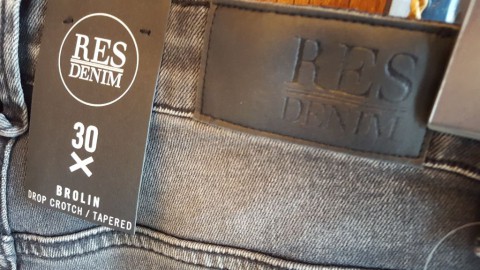 RES
DENIM
30
X
BROLIN
DROP CROTCH / TAPERED
RES
DENIM